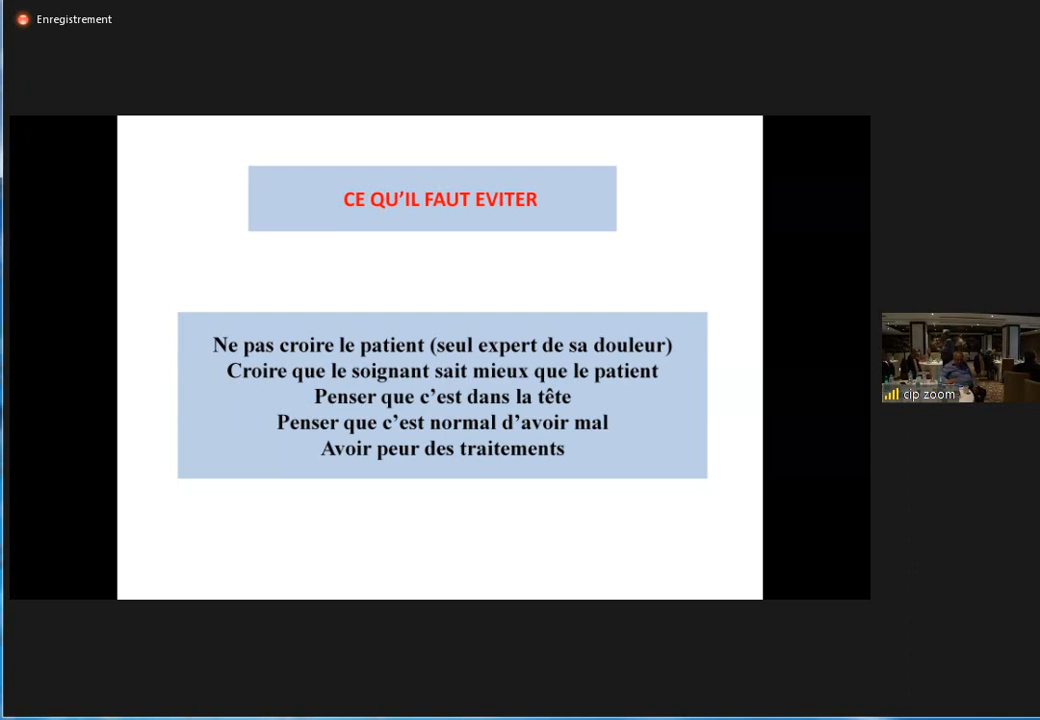 Enregistrement
CE QU'IL FAUT EVITER
Ne pas croire le patient (seul expert de sa douleur)
Croire que le soignant sait mieux que le patient
Penser que c'est dans la tête
Penser que c'est normal d'avoir mal
Avoir peur des traitements
cip zoom